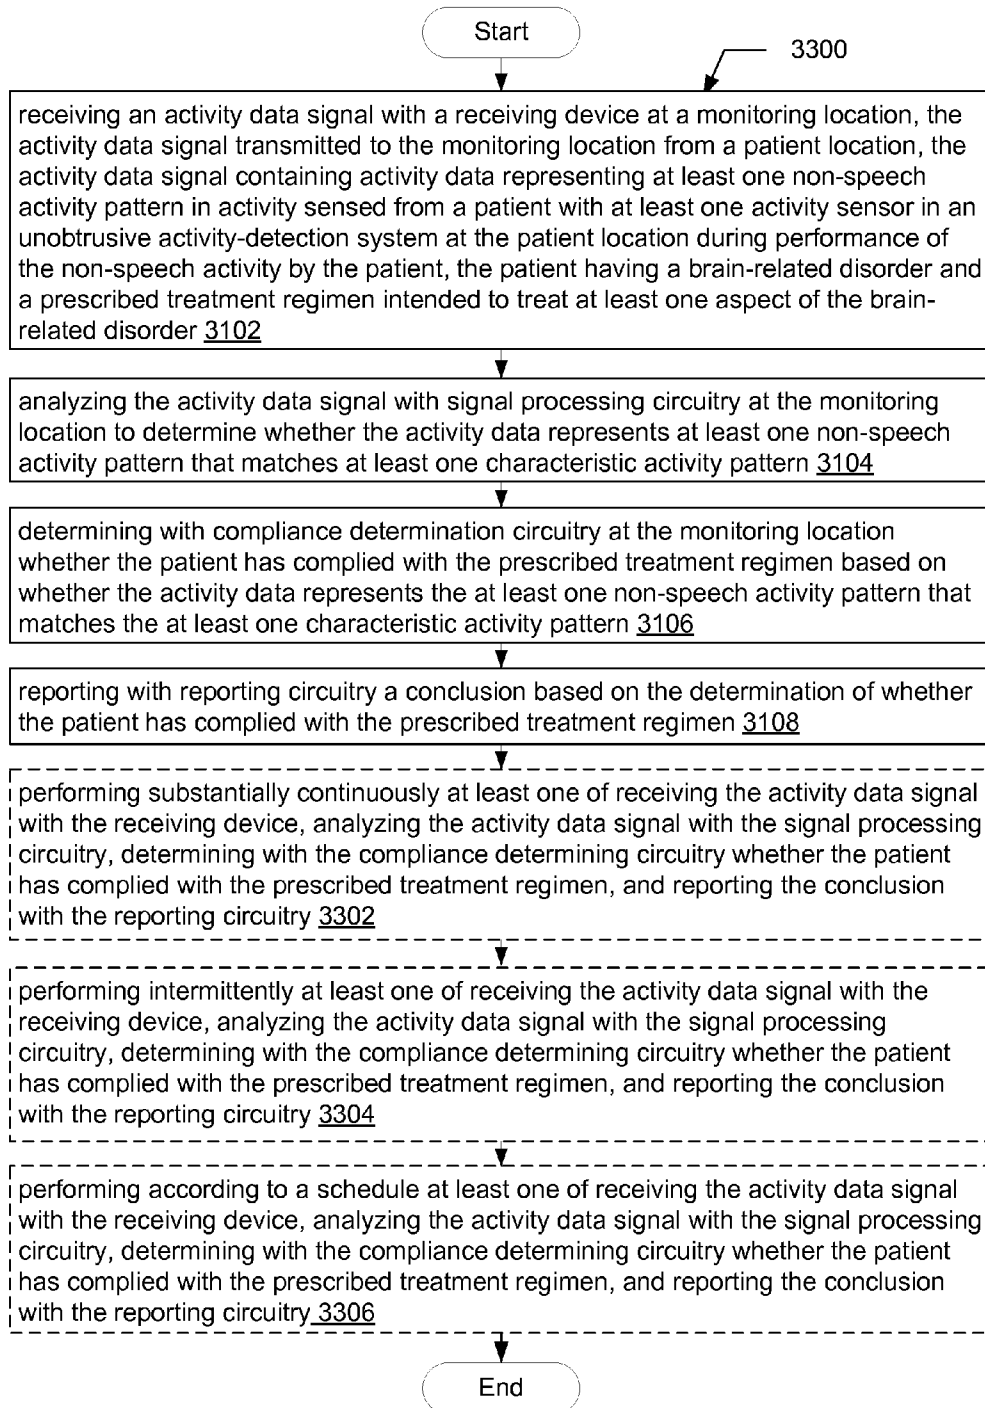 Start
3300
receiving an activity data signal with a receiving device at a monitoring location, the
activity data signal transmitted to the monitoring location from a patient location, the
activity data signal containing activity data representing at least one non-speech
activity pattern in activity sensed from a patient with at least one activity sensor in an
unobtrusive activity-detection system at the patient location during performance of
the non-speech activity by the patient, the patient having a brain-related disorder and
a prescribed treatment regimen intended to treat at least one aspect of the brain-
related disorder 3102
analyzing the activity data signal with signal processing circuitry at the monitoring
location to determine whether the activity data represents at least one non-speech
activity pattern that matches at least one characteristic activity pattern 3104
determining with compliance determination circuitry at the monitoring location
whether the patient has complied with the prescribed treatment regimen based on
whether the activity data represents the at least one non-speech activity pattern that
matches the at least one characteristic activity pattern 3106
reporting with reporting circuitry a conclusion based on the determination of whether
the patient has complied with the prescribed treatment regimen 3108
performing substantially continuously at least one of receiving the activity data signal
with the receiving device, analyzing the activity data signal with the signal processing
circuitry, determining with the compliance determining circuitry whether the patient
has complied with the prescribed treatment regimen, and reporting the conclusion
with the reporting circuitry 3302
performing intermittently at least one of receiving the activity data signal with the
receiving device, analyzing the activity data signal with the signal processing
circuitry, determining with the compliance determining circuitry whether the patient
has complied with the prescribed treatment regimen, and reporting the conclusion
with the reporting circuitry 3304
performing according to a schedule at least one of receiving the activity data signal
with the receiving device, analyzing the activity data signal with the signal processing
circuitry, determining with the compliance determining circuitry whether the patient
has complied with the prescribed treatment regimen, and reporting the conclusion
with the reporting circuitry 3306
End